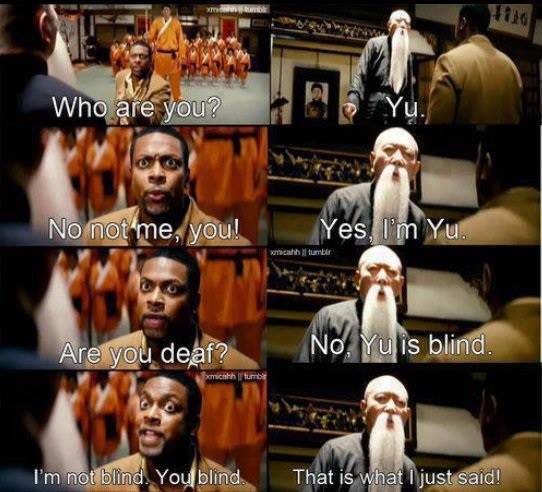 xmicahh || tumblr
Who are you?
Yu.
No not me, you!
Yes, I'm Yu.
xmicahh || tumblr
Are you deaf?
No, Yu is blind.
xmicahh || tumblr
I'm not blind. You blind.
That is what I just said!